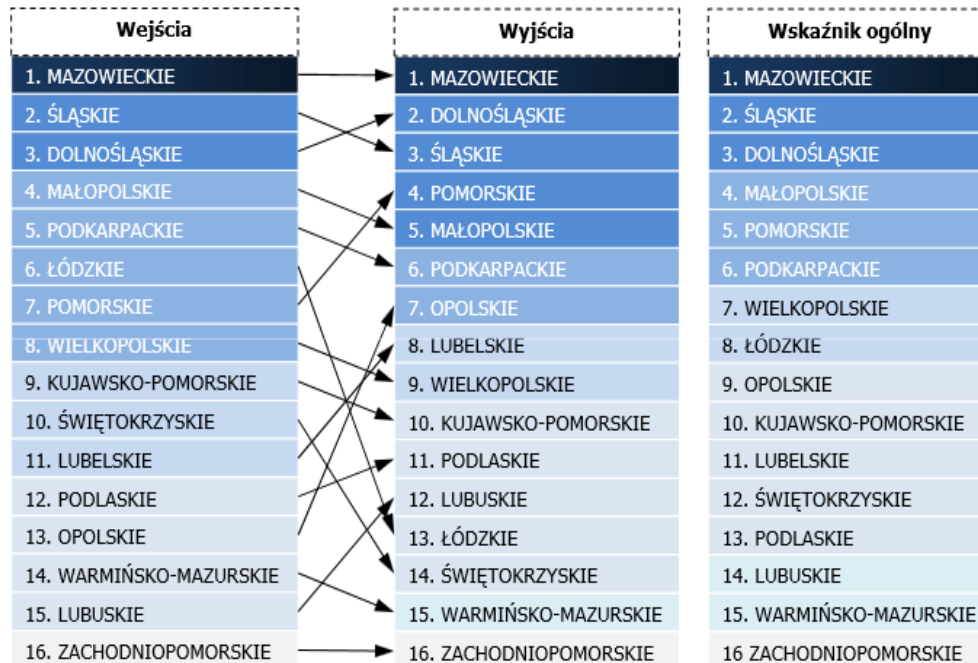 Wejścia
1. MAZOWIECKIE
2. ŚLĄSKIE
3. DOLNOŚLĄSKIE
4. MAŁOPOLSKIE
5. PODKARPACKIE
6. ŁÓDZKIE
7. POMORSKIE
8. WIELKOPOLSKIE
9. KUJAWSKO-POMORSKIE
10. ŚWIĘTOKRZYSKIE
11. LUBELSKIE
12. PODLASKIE
13. OPOLSKIE
14. WARMIŃSKO-MAZURSKIE
15. LUBUSKIE
16. ZACHODNIOPOMORSKIE
Wyjścia
1. MAZOWIECKIE
2. DOLNOŚLĄSKIE
3. ŚLĄSKIE
4. POMORSKIE
5. MAŁOPOLSKIE
6. PODKARPACKIE
7. OPOLSKIE
8. LUBELSKIE
9. WIELKOPOLSKIE
10. KUJAWSKO-POMORSKIE
11. PODLASKIE
12. LUBUSKIE
13. ŁÓDZKIE
14. ŚWIĘTOKRZYSKIE
15. WARMIŃSKO-MAZURSKIE
16. ZACHODNIOPOMORSKIE
Wskaźnik ogólny
1. MAZOWIECKIE
2. ŚLĄSKIE
3. DOLNOŚLĄSKIE
4. MAŁOPOLSKIE
5. POMORSKIE
6. PODKARPACKIE
7. WIELKOPOLSKIE
8. ŁÓDZKIE
9. OPOLSKIE
10. KUJAWSKO-POMORSKIE
11. LUBELSKIE
12. ŚWIĘTOKRZYSKIE
13. PODLASKIE
14. LUBUSKIE
15. WARMIŃSKO-MAZURSKIE
16 ZACHODNIOPOMORSKIE